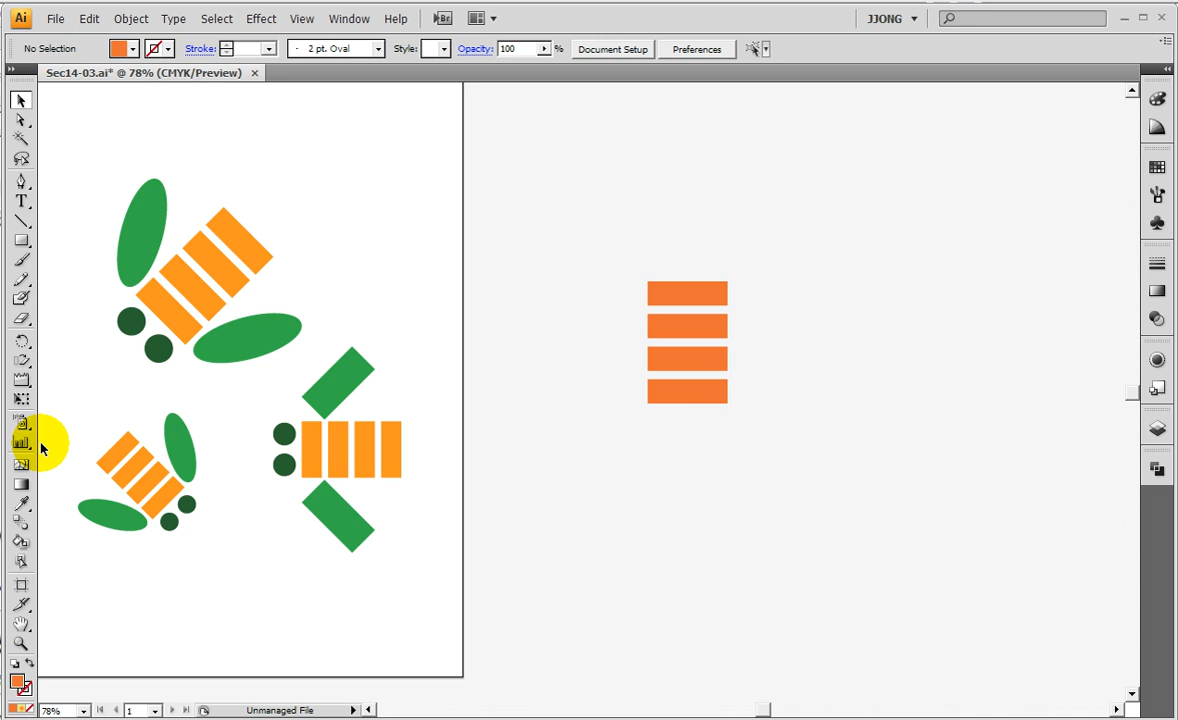 Ai File Edit Object Type Select Effect View Window Help Br JJONG
No Selection Stroke: - 2 pt. Oval Style: Opacity: 100 % Document Setup Preferences
Sec14-03.ai* @ 78% (CMYK/Preview)
T
78% 1 Unmanaged File